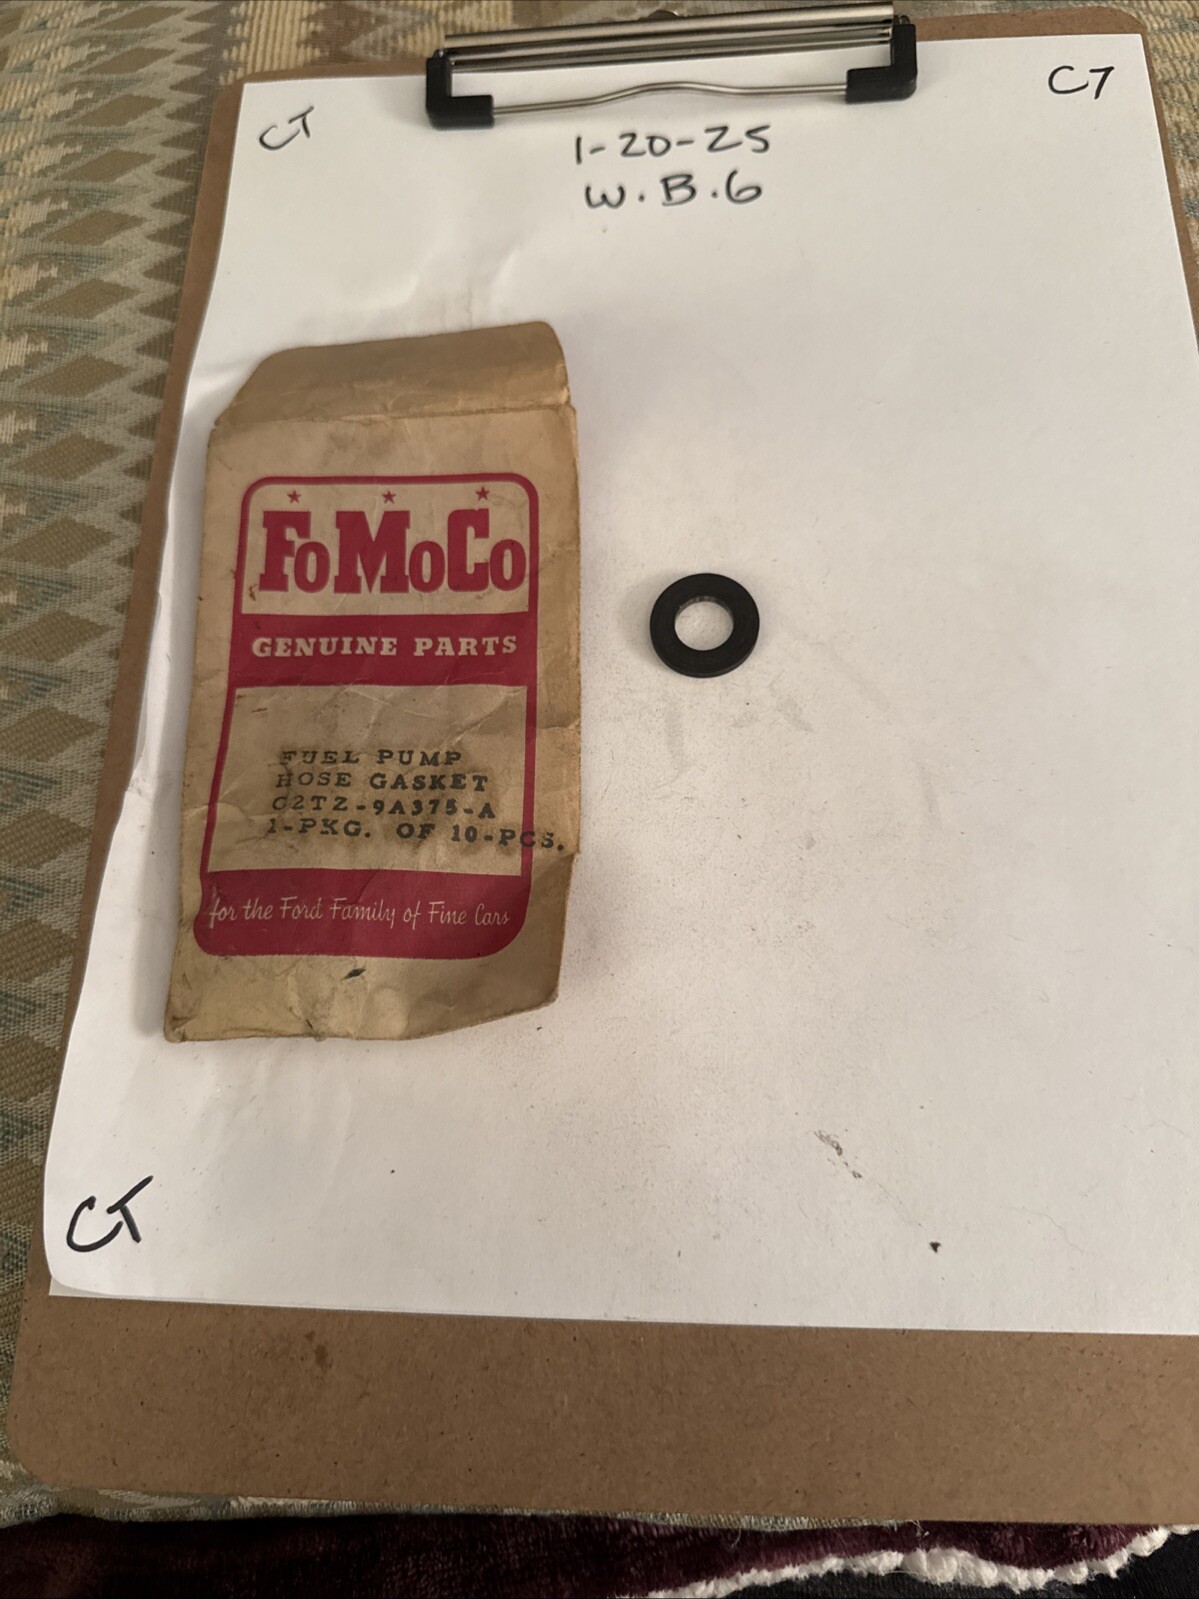 CT
CT
1-20-25
W.B.6
FoMoCo
GENUINE PARTS
FUEL PUMP
HOSE GASKET
C2TZ-9A375-A
1-PKG. OF 10-PCS.
for the Ford Family of Fine Cars
CT